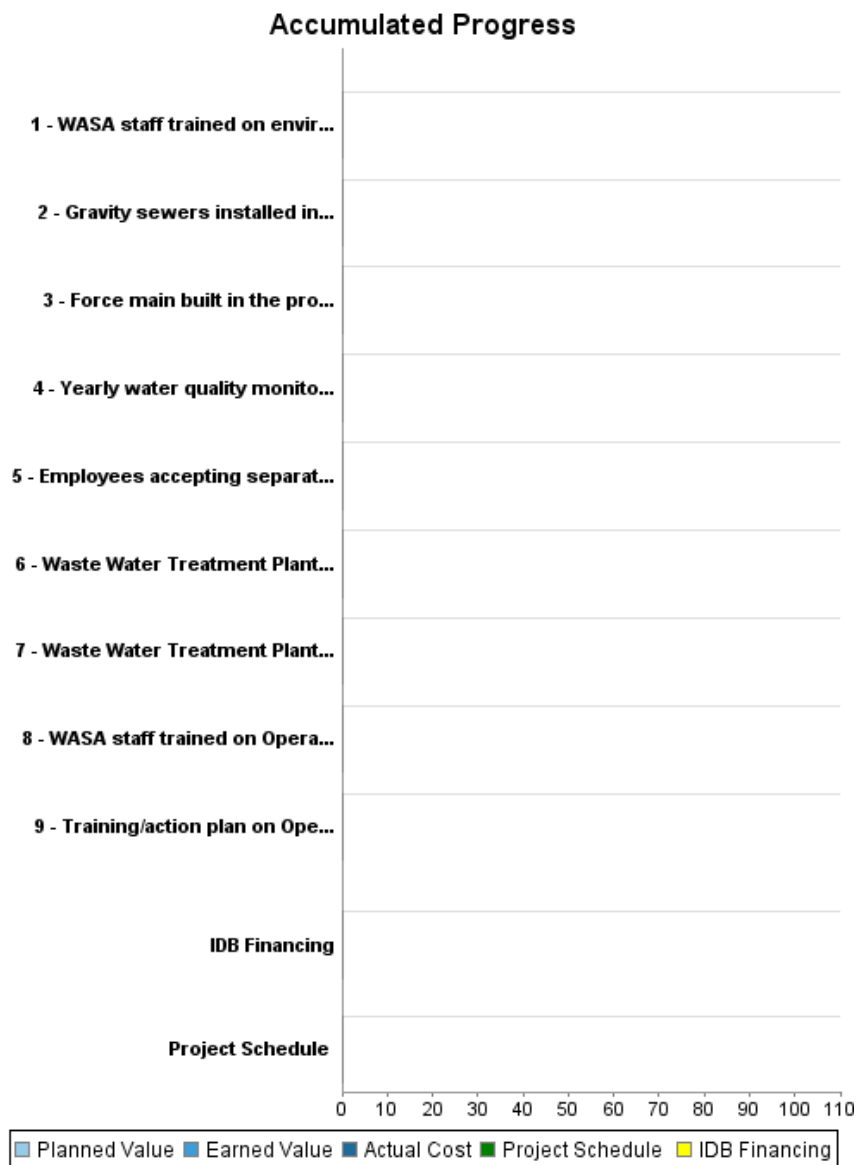 Accumulated Progress
1 - WASA staff trained on envir...
2 - Gravity sewers installed in...
3 - Force main built in the pro...
4 - Yearly water quality monito...
5 - Employees accepting separat...
6 - Waste Water Treatment Plant...
7 - Waste Water Treatment Plant...
8 - WASA staff trained on Opera...
9 - Training/action plan on Ope...
IDB Financing
Project Schedule
0 10 20 30 40 50 60 70 80 90 100 110
Planned Value Earned Value Actual Cost Project Schedule IDB Financing